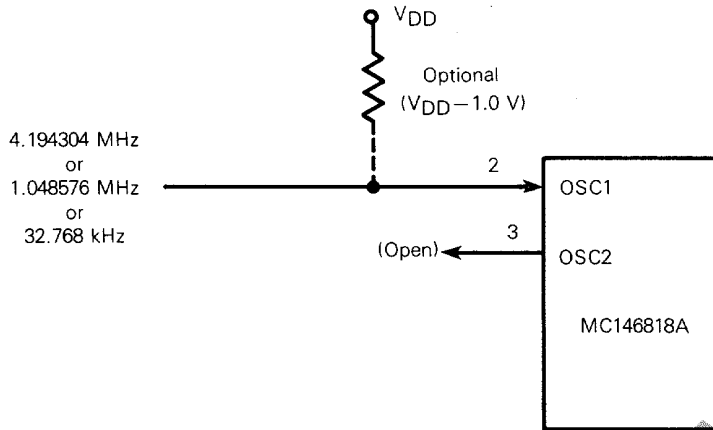 VDD
Optional
(VDD−1.0 V)
4.194304 MHz
or
1.048576 MHz
or
32.768 kHz
2
OSC1
(Open)
3
OSC2
MC146818A